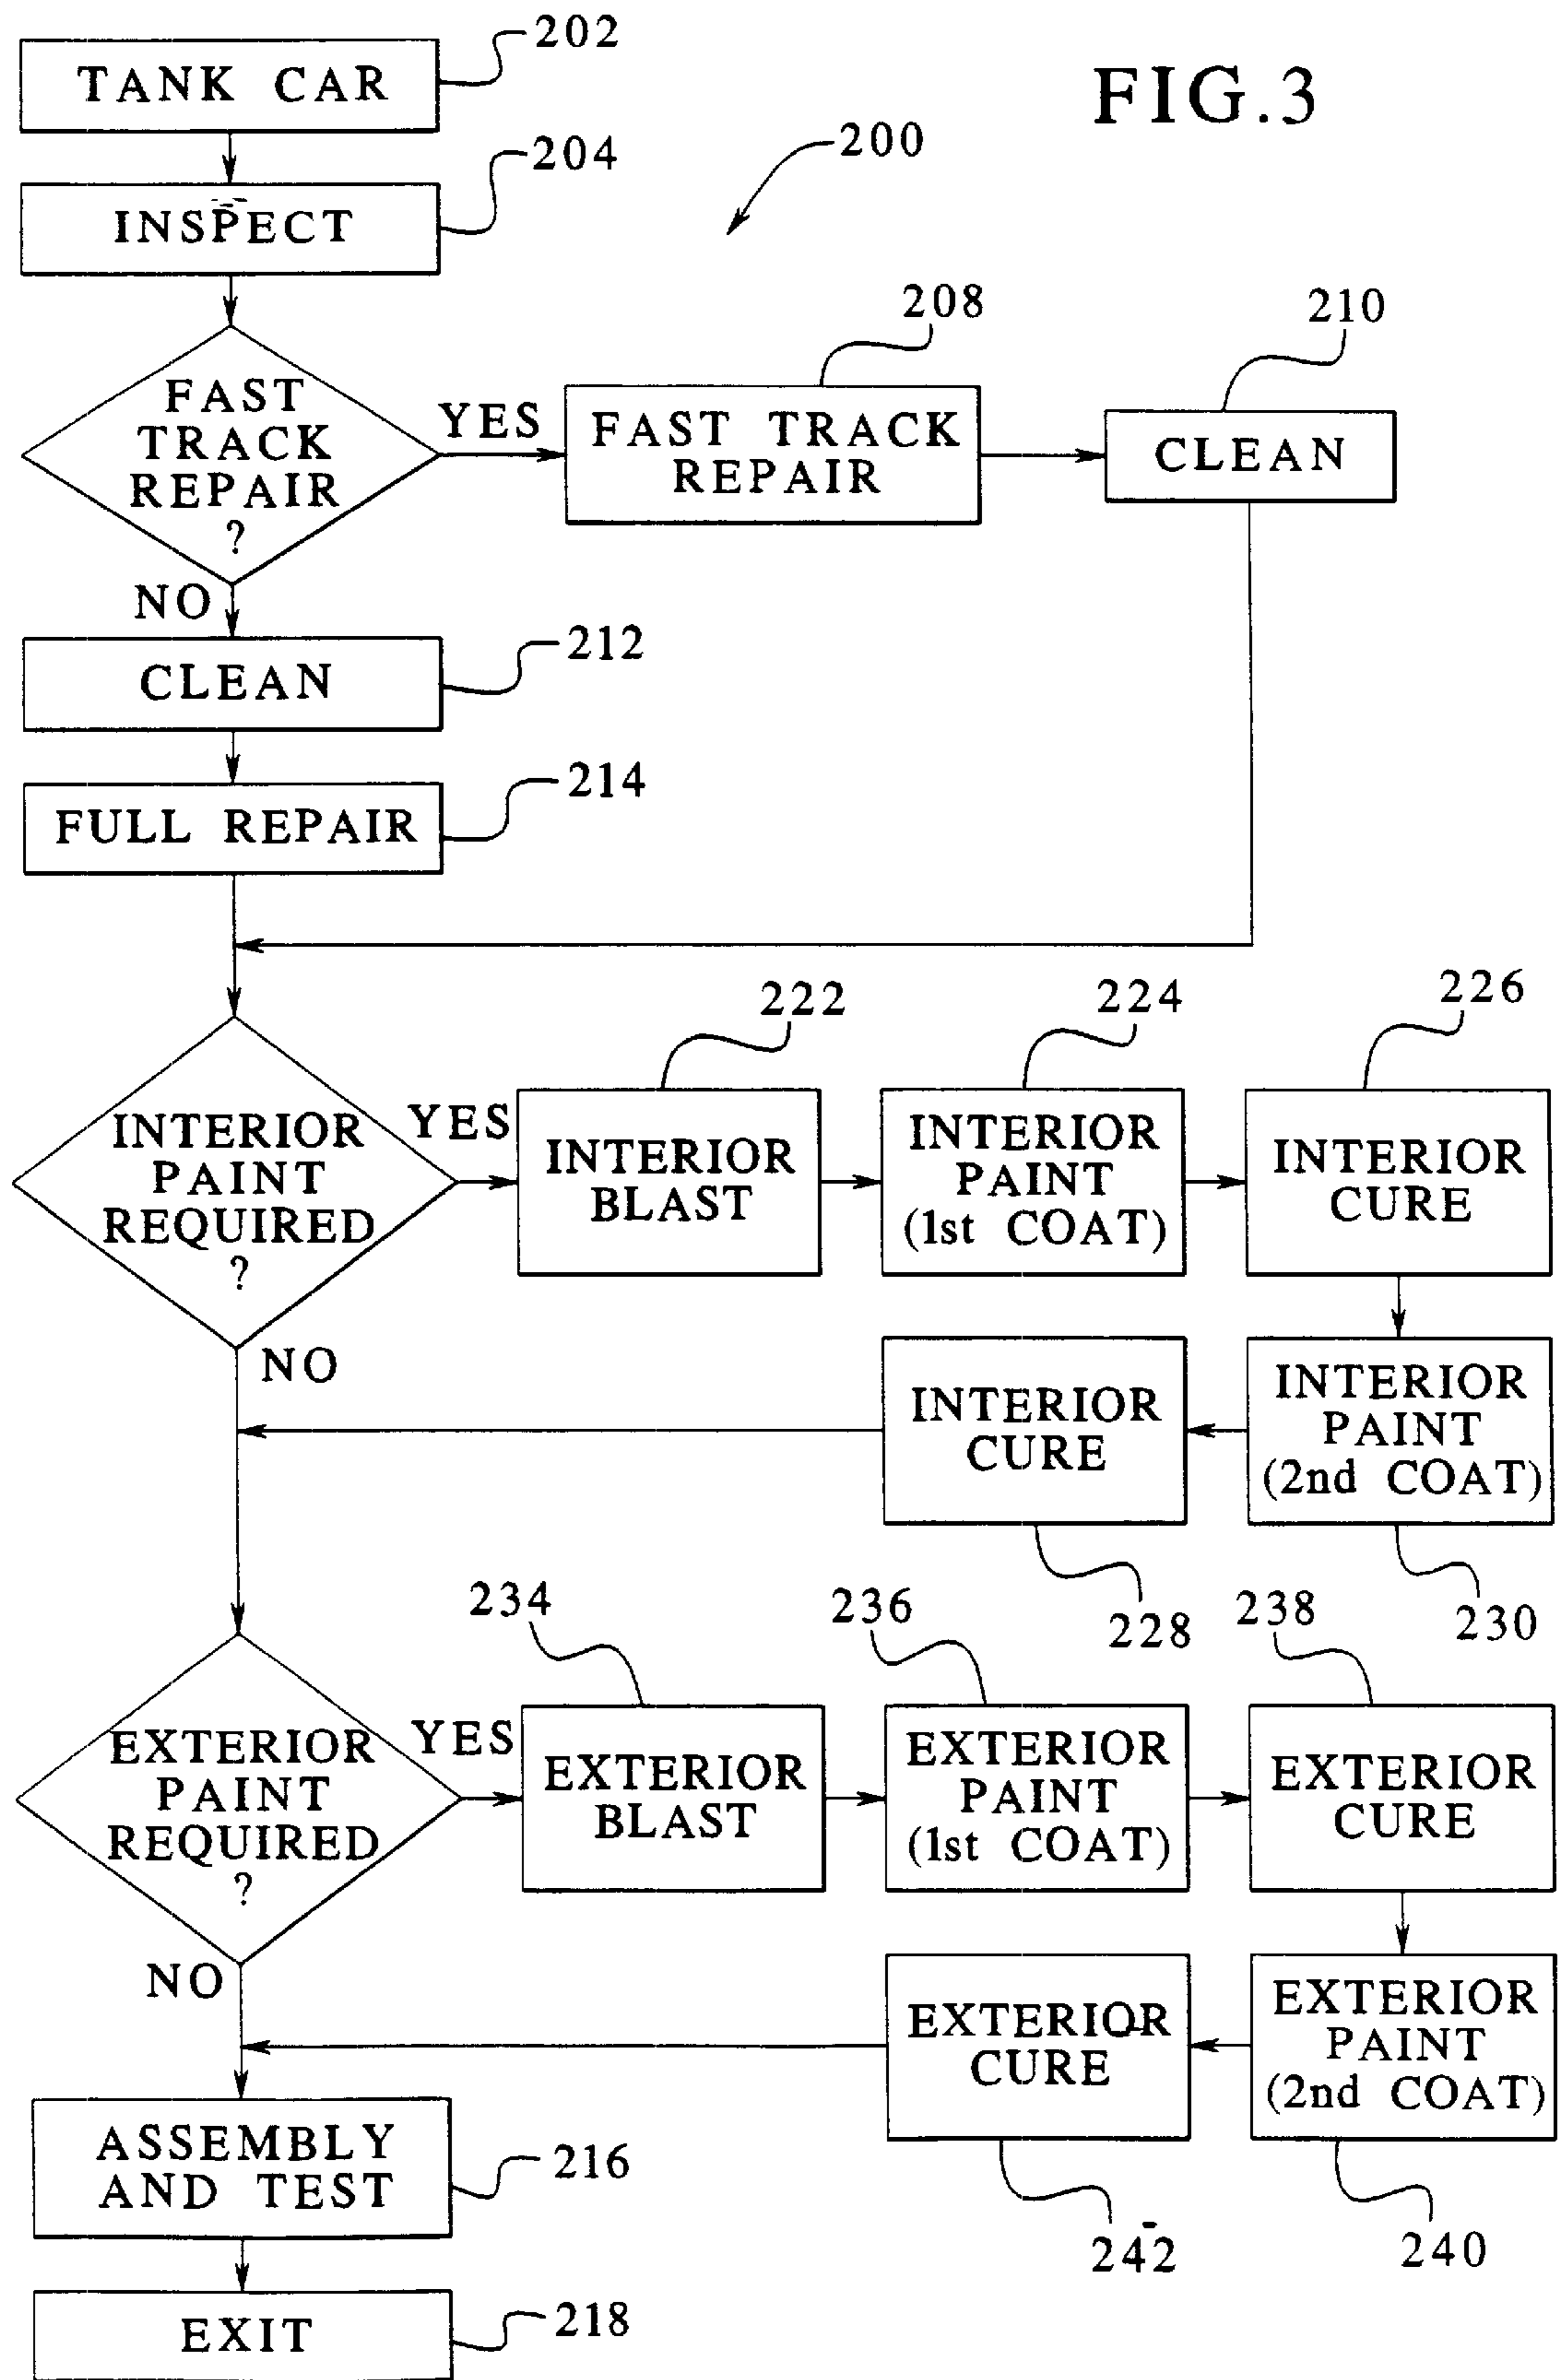 FIG.3
200
202
TANK CAR
204
INSPECT
FAST
TRACK
REPAIR
?
YES
208
FAST TRACK
REPAIR
210
CLEAN
NO
212
CLEAN
214
FULL REPAIR
INTERIOR
PAINT
REQUIRED
?
YES
222
INTERIOR
BLAST
224
INTERIOR
PAINT
(1st COAT)
226
INTERIOR
CURE
INTERIOR
PAINT
(2nd COAT)
230
INTERIOR
CURE
228
NO
EXTERIOR
PAINT
REQUIRED
?
YES
234
EXTERIOR
BLAST
236
EXTERIOR
PAINT
(1st COAT)
238
EXTERIOR
CURE
EXTERIOR
PAINT
(2nd COAT)
240
EXTERIOR
CURE
242
NO
ASSEMBLY
AND TEST
216
EXIT
218